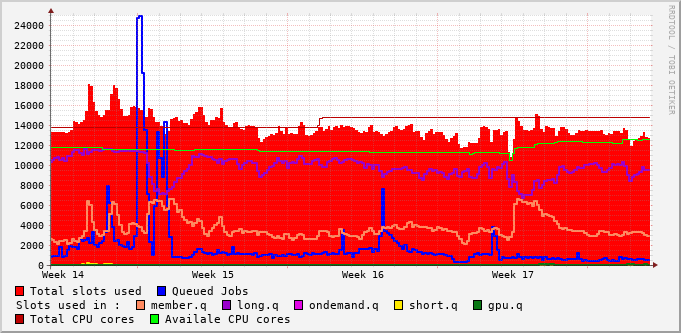 24000
22000
20000
18000
16000
14000
12000
10000
8000
6000
4000
2000
0
Week 14 Week 15 Week 16 Week 17
RRDTOOL / TOBI OETIKER
Total slots used Queued Jobs
Slots used in : member.q long.q ondemand.q short.q gpu.q
Total CPU cores Availale CPU cores